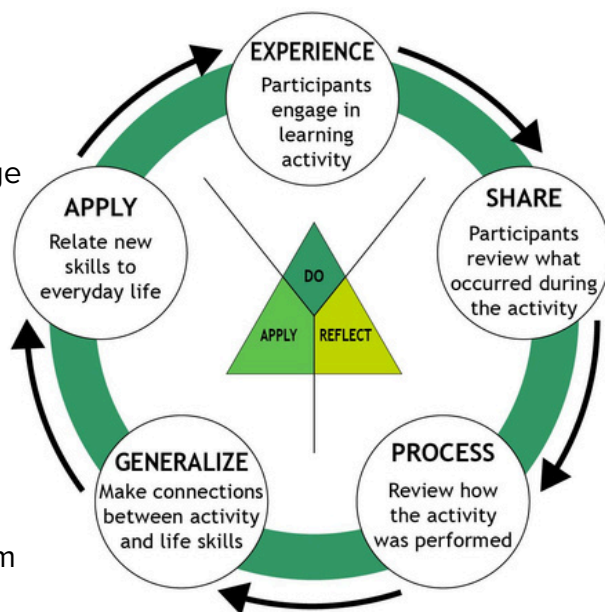 EXPERIENCE
Participants
engage in
learning
activity
ge
APPLY
Relate new
skills to
everyday life
SHARE
Participants
review what
occurred during
the activity
DO
APPLY
REFLECT
GENERALIZE
Make connections
between activity
and life skills
PROCESS
Review how
the activity
was performed
m